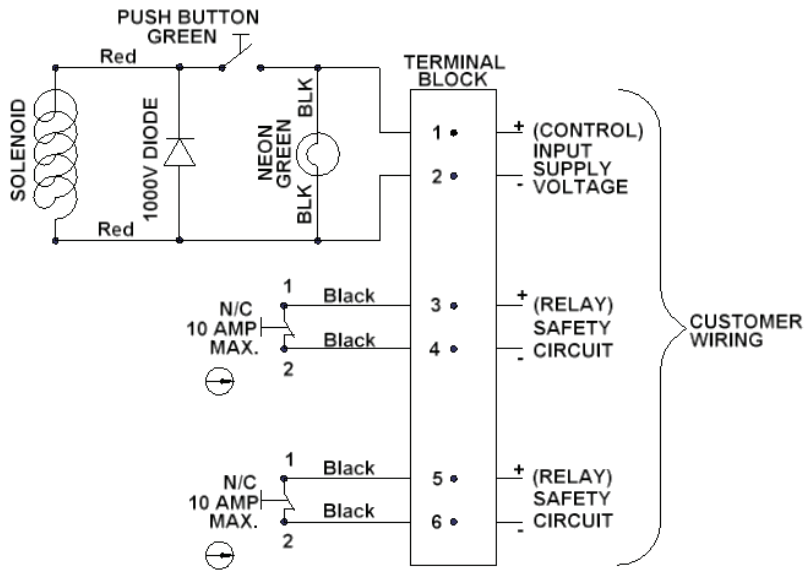 PUSH BUTTON
GREEN
Red
SOLENOID
1000V DIODE
NEON
GREEN
BLK
BLK
Red
TERMINAL
BLOCK
1
2
3
4
5
6
+ (CONTROL)
INPUT
SUPPLY
- VOLTAGE
1
Black
N/C
10 AMP
MAX.
Black
2
+ (RELAY)
SAFETY
- CIRCUIT
CUSTOMER
WIRING
1
Black
N/C
10 AMP
MAX.
Black
2
+ (RELAY)
SAFETY
- CIRCUIT